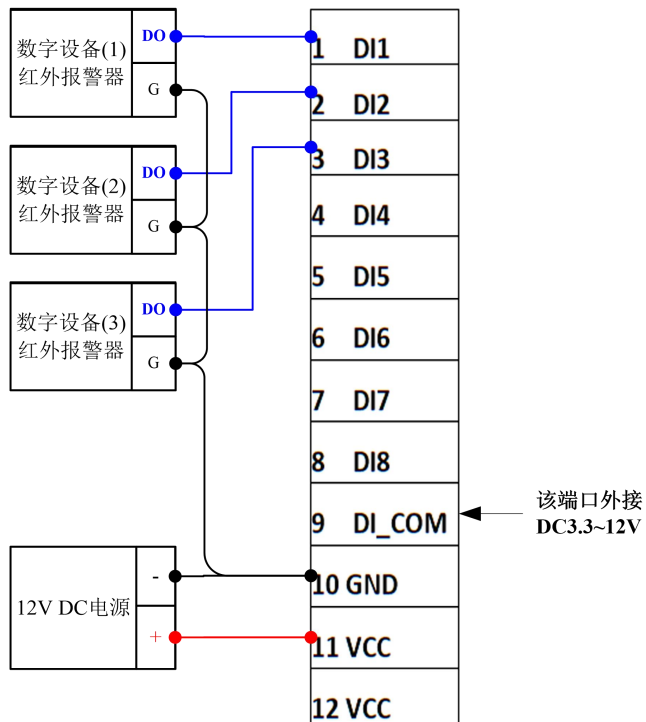 数字设备(1)
红外报警器
DO
G
数字设备(2)
红外报警器
DO
G
数字设备(3)
红外报警器
DO
G
12V DC电源
-
+
1 DI1
2 DI2
3 DI3
4 DI4
5 DI5
6 DI6
7 DI7
8 DI8
9 DI_COM
10 GND
11 VCC
12 VCC
该端口外接
DC3.3~12V